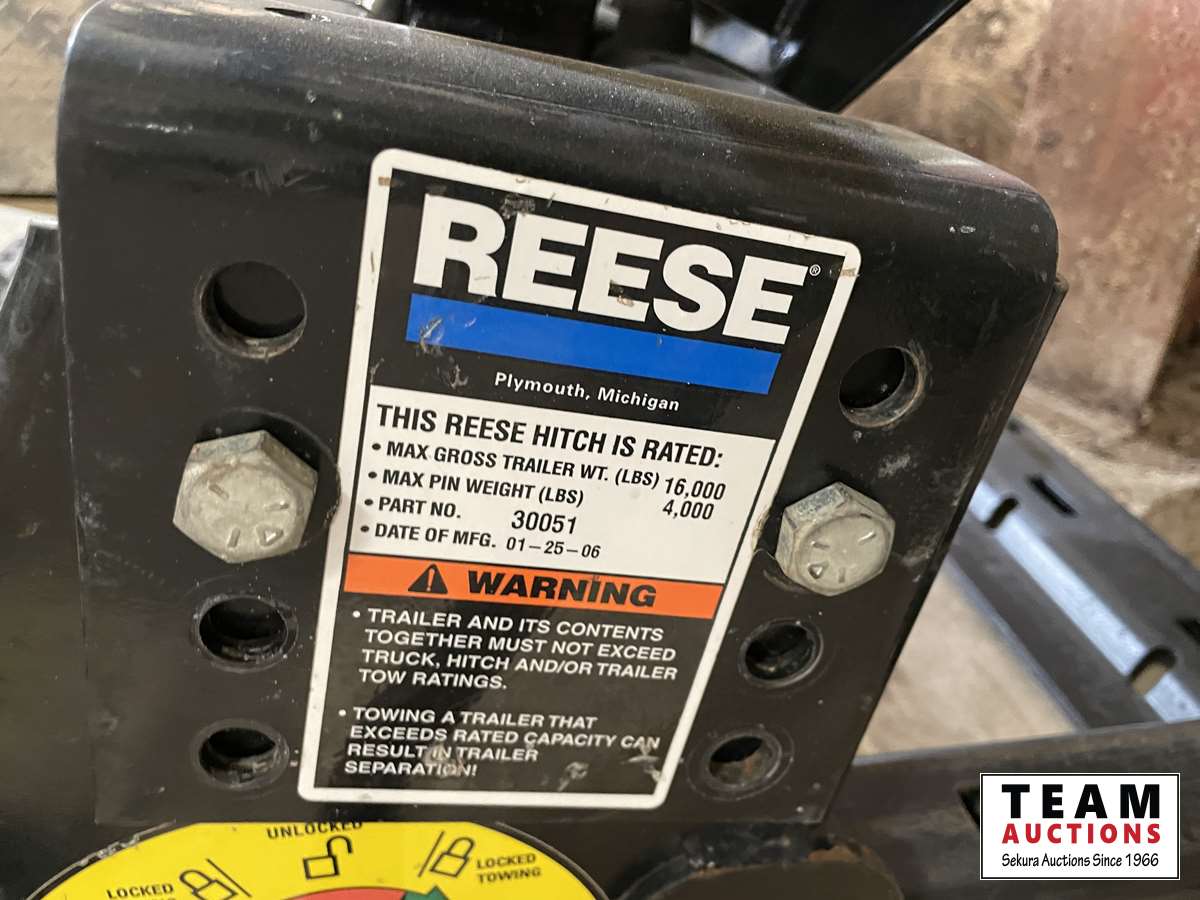 REESE®
Plymouth, Michigan
THIS REESE HITCH IS RATED:
• MAX GROSS TRAILER WT. (LBS) 16,000
• MAX PIN WEIGHT (LBS) 4,000
• PART NO. 30051
• DATE OF MFG. 01-25-06
WARNING
• TRAILER AND ITS CONTENTS
TOGETHER MUST NOT EXCEED
TRUCK, HITCH AND/OR TRAILER
TOW RATINGS.
• TOWING A TRAILER THAT
EXCEEDS RATED CAPACITY CAN
RESULT IN TRAILER
SEPARATION!
UNLOCKED
LOCKED
TOWING
LOCKED
TEAM
AUCTIONS
Sekura Auctions Since 1966